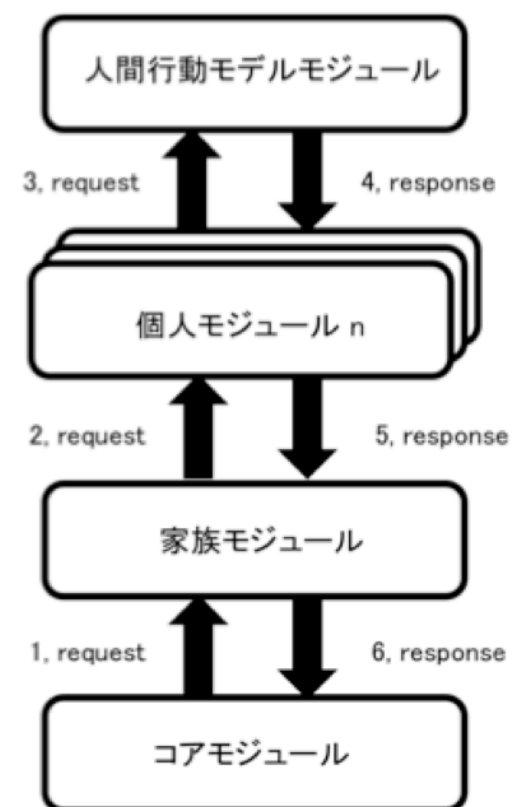 人間行動モデルモジュール
3, request
4, response
個人モジュール n
2, request
5, response
家族モジュール
1, request
6, response
コアモジュール